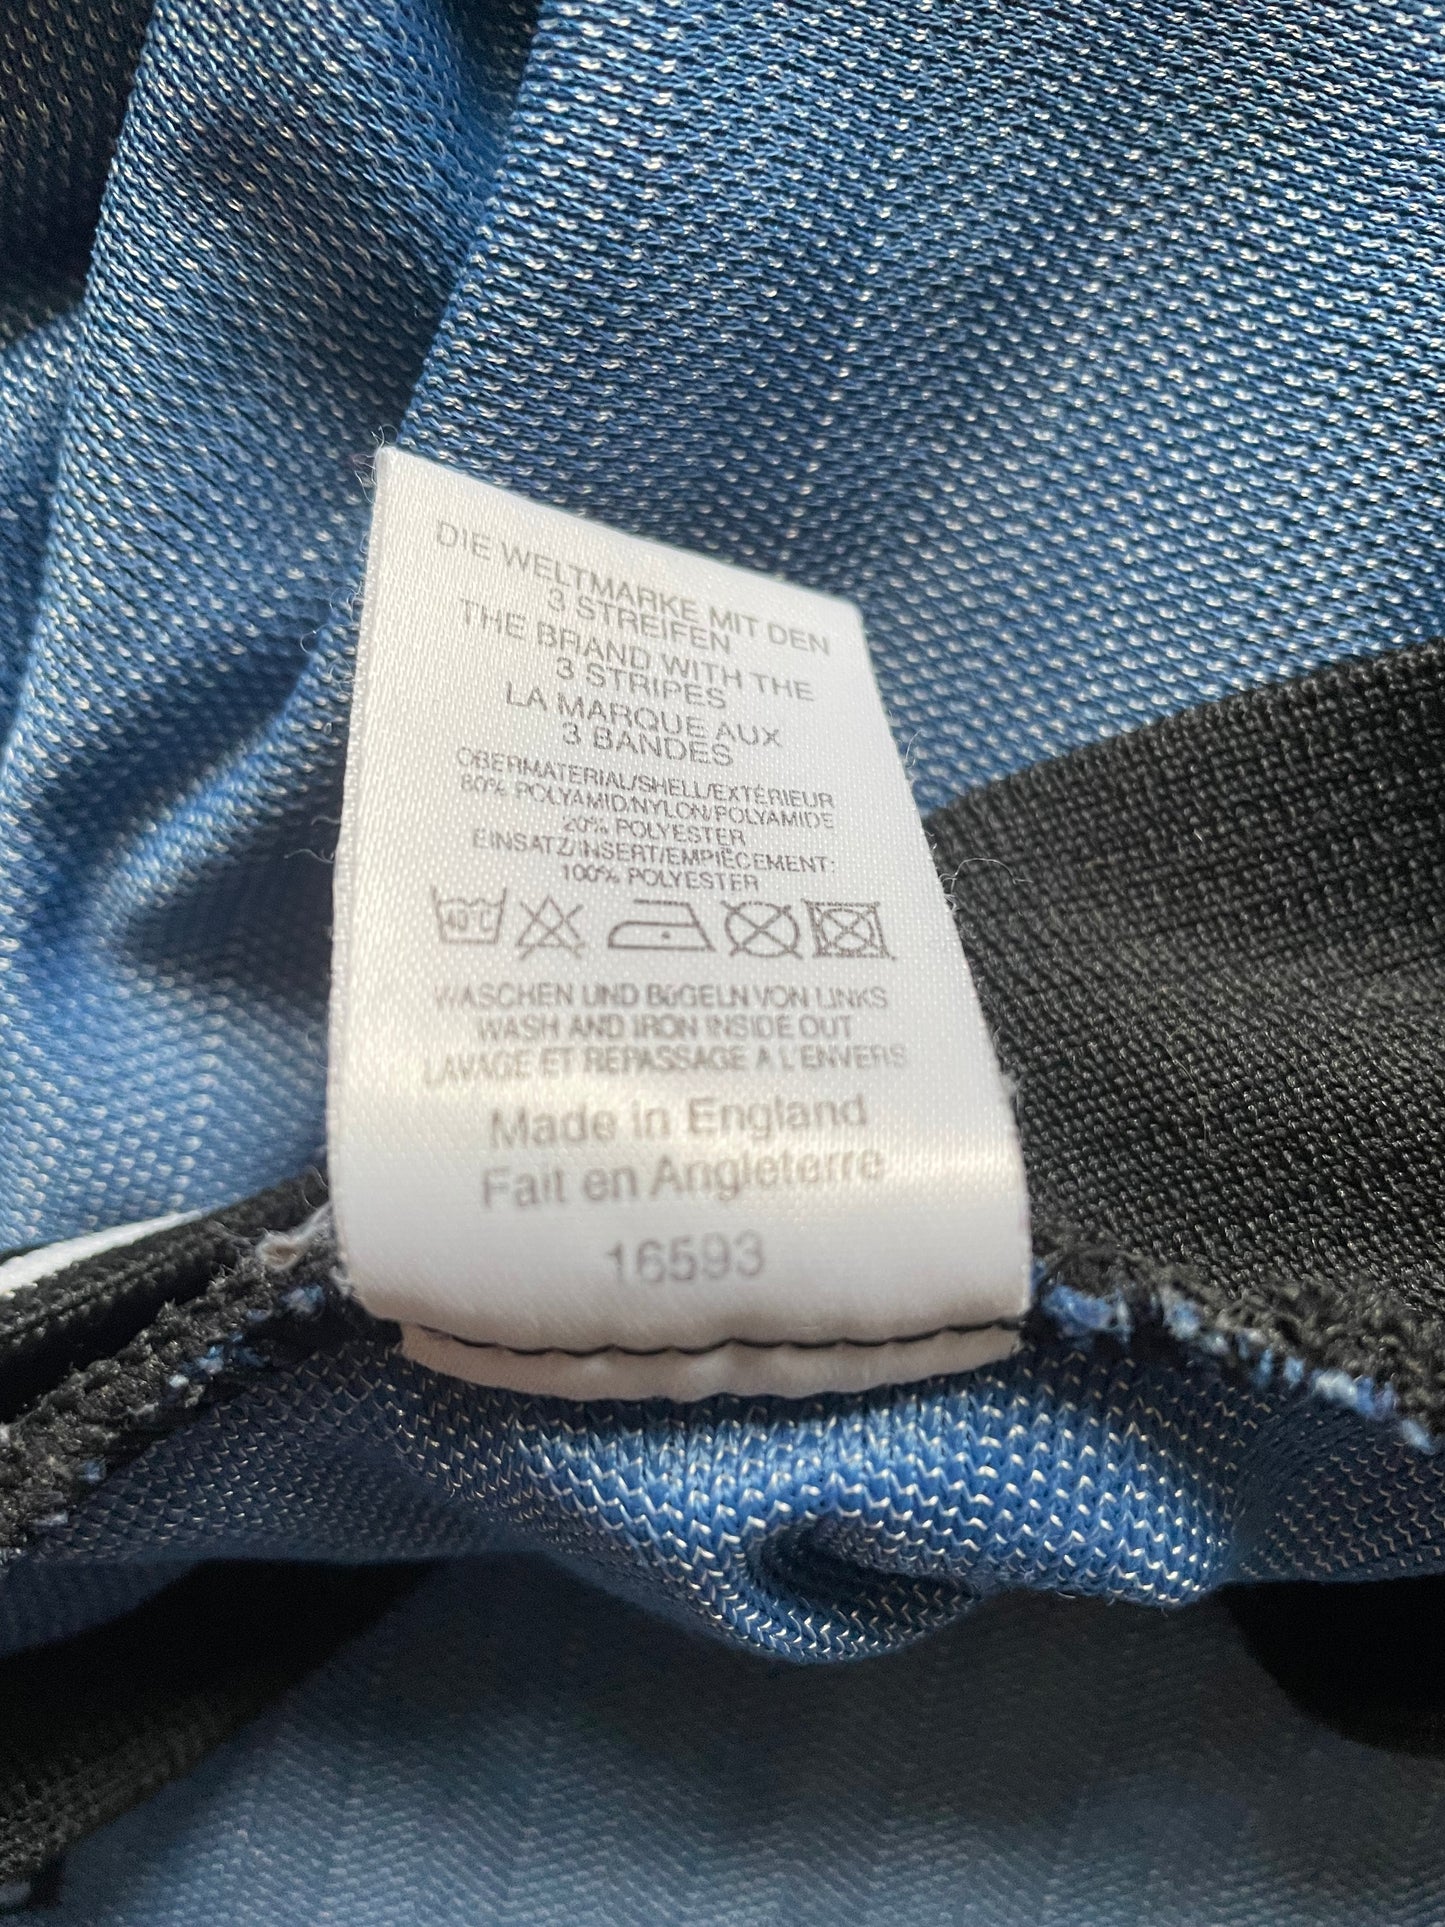 DIE WELTMARKE MIT DEN
3 STREIFEN
THE BRAND WITH THE
3 STRIPES
LA MARQUE AUX
3 BANDES
OBERMATERIAL/SHELL/EXTÉRIEUR
80% POLYAMID/NYLON/POLYAMIDE
20% POLYESTER
EINSATZ/INSERT/EMPIÈCEMENT:
100% POLYESTER
40°C
WASCHEN UND BüGELN VON LINKS
WASH AND IRON INSIDE OUT
LAVAGE ET REPASSAGE A L'ENVERS
Made in England
Fait en Angleterre
16593